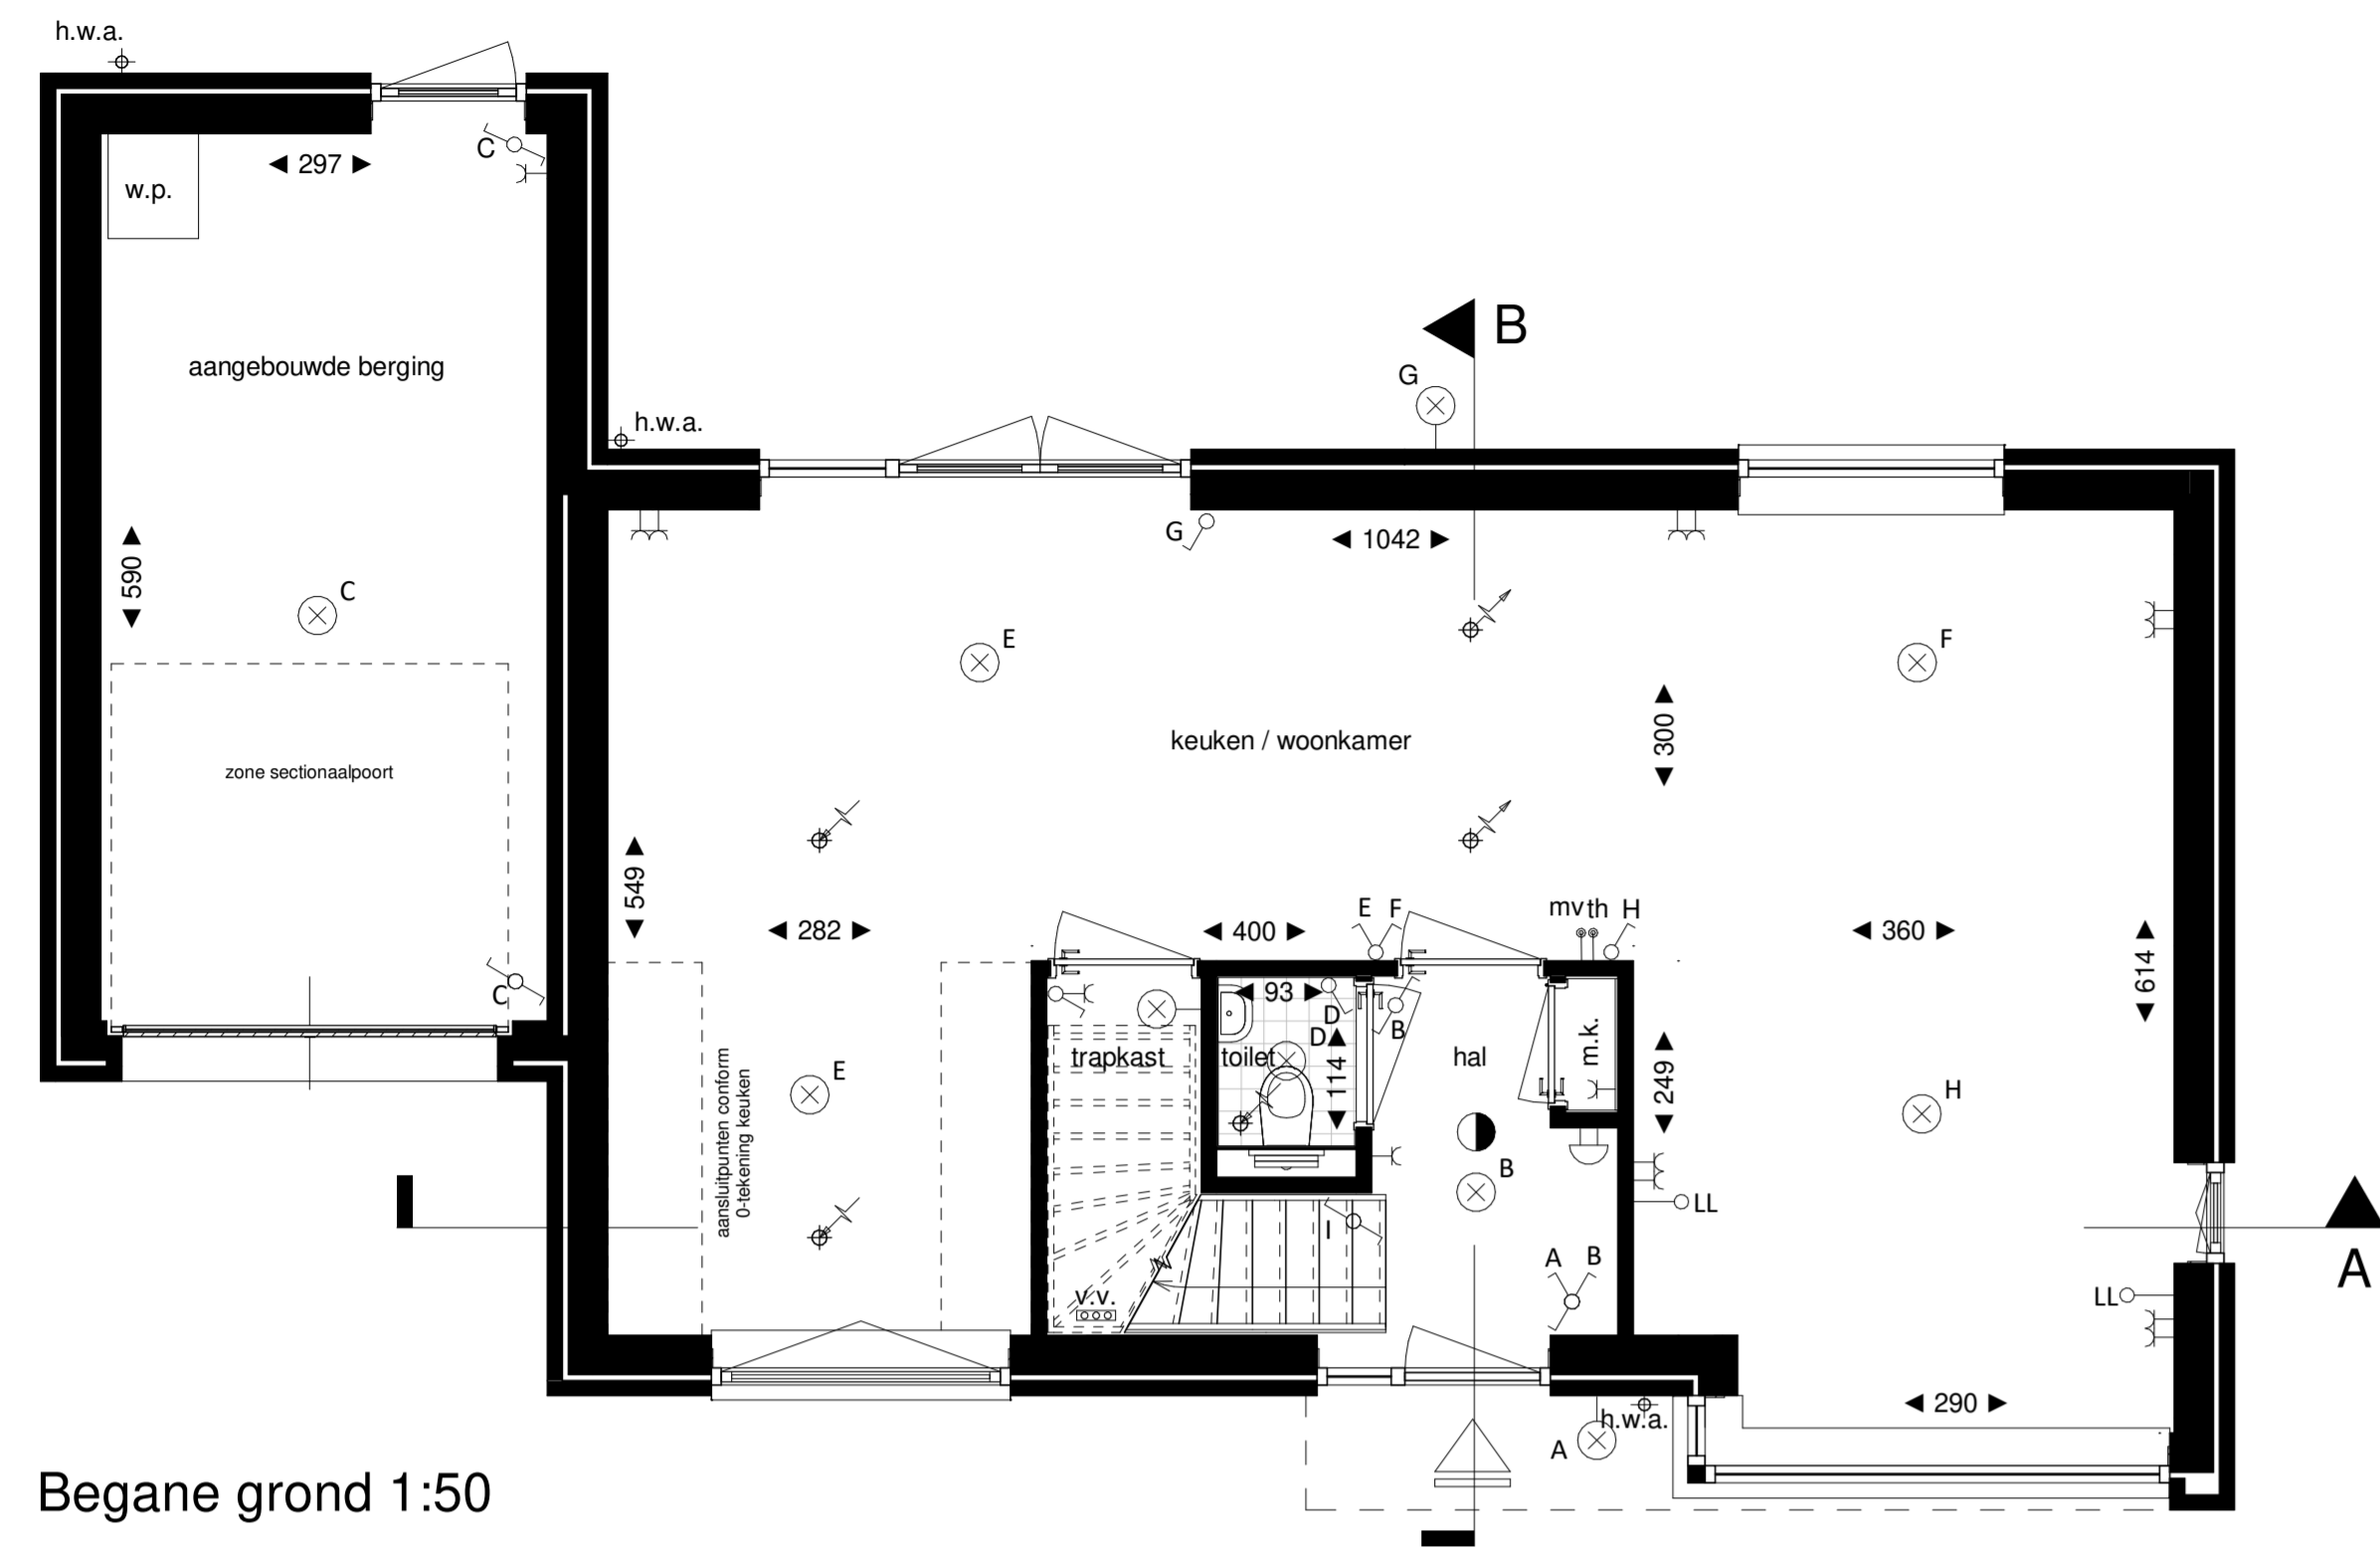 h.w.a.
C
297
w.p.
B
aangebouwde berging
G
h.w.a.
G
1042
590
C
E
F
keuken / woonkamer
300
zone sectionaalpoort
549
282
400
E F
mv th H
360
614
C
93
D
D
B
trapkast
toilet
114
hal
m.k.
249
E
H
aansluitpunten conform
0-tekening keuken
B
LL
I
A B
A
v.v.
LL
290
h.w.a.
A
Begane grond 1:50